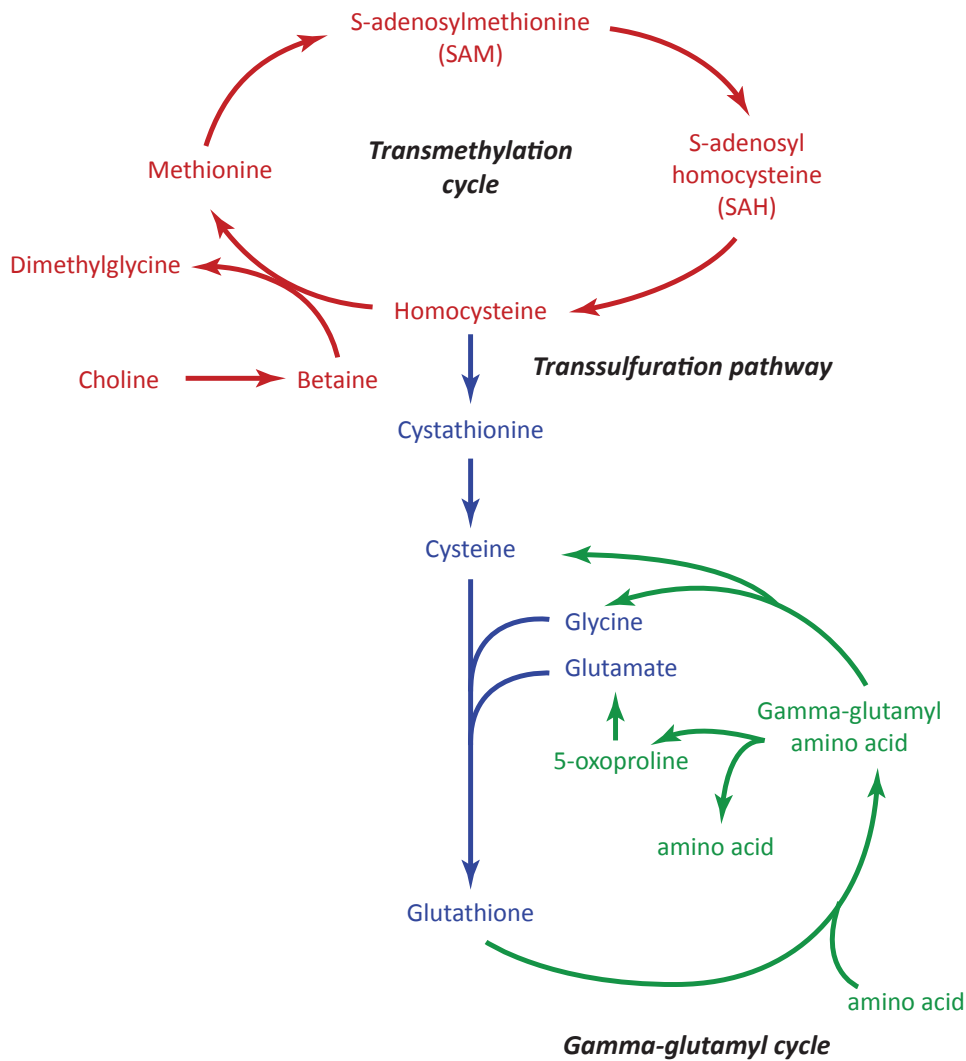 S-adenosylmethionine
(SAM)
Transmethylation
cycle
S-adenosyl
homocysteine
(SAH)
Methionine
Dimethylglycine
Homocysteine
Transsulfuration pathway
Choline
Betaine
Cystathionine
Cysteine
Glycine
Glutamate
Gamma-glutamyl
amino acid
5-oxoproline
amino acid
Glutathione
amino acid
Gamma-glutamyl cycle